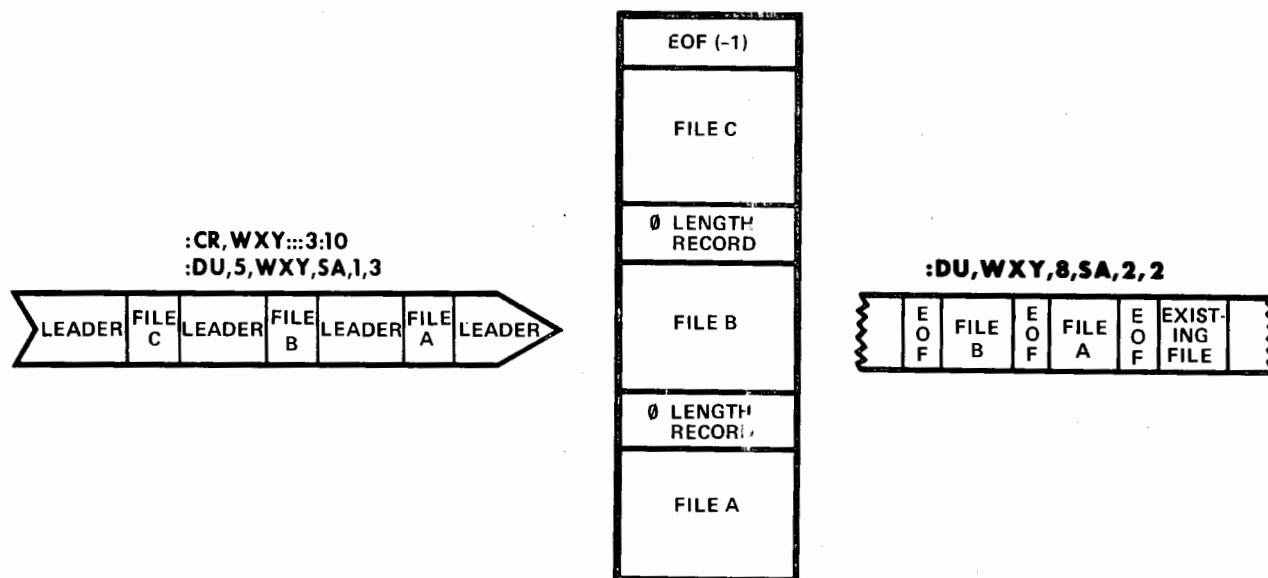 :CR,WXY:::3:10
:DU,5,WXY,SA,1,3
LEADER
FILE
C
LEADER
FILE
B
LEADER
FILE
A
LEADER
EOF (-1)
FILE C
Ø LENGTH
RECORD
FILE B
Ø LENGTH
RECORD
FILE A
:DU,WXY,8,SA,2,2
E
O
F
FILE
B
E
O
F
FILE
A
E
O
F
EXIST-
ING
FILE